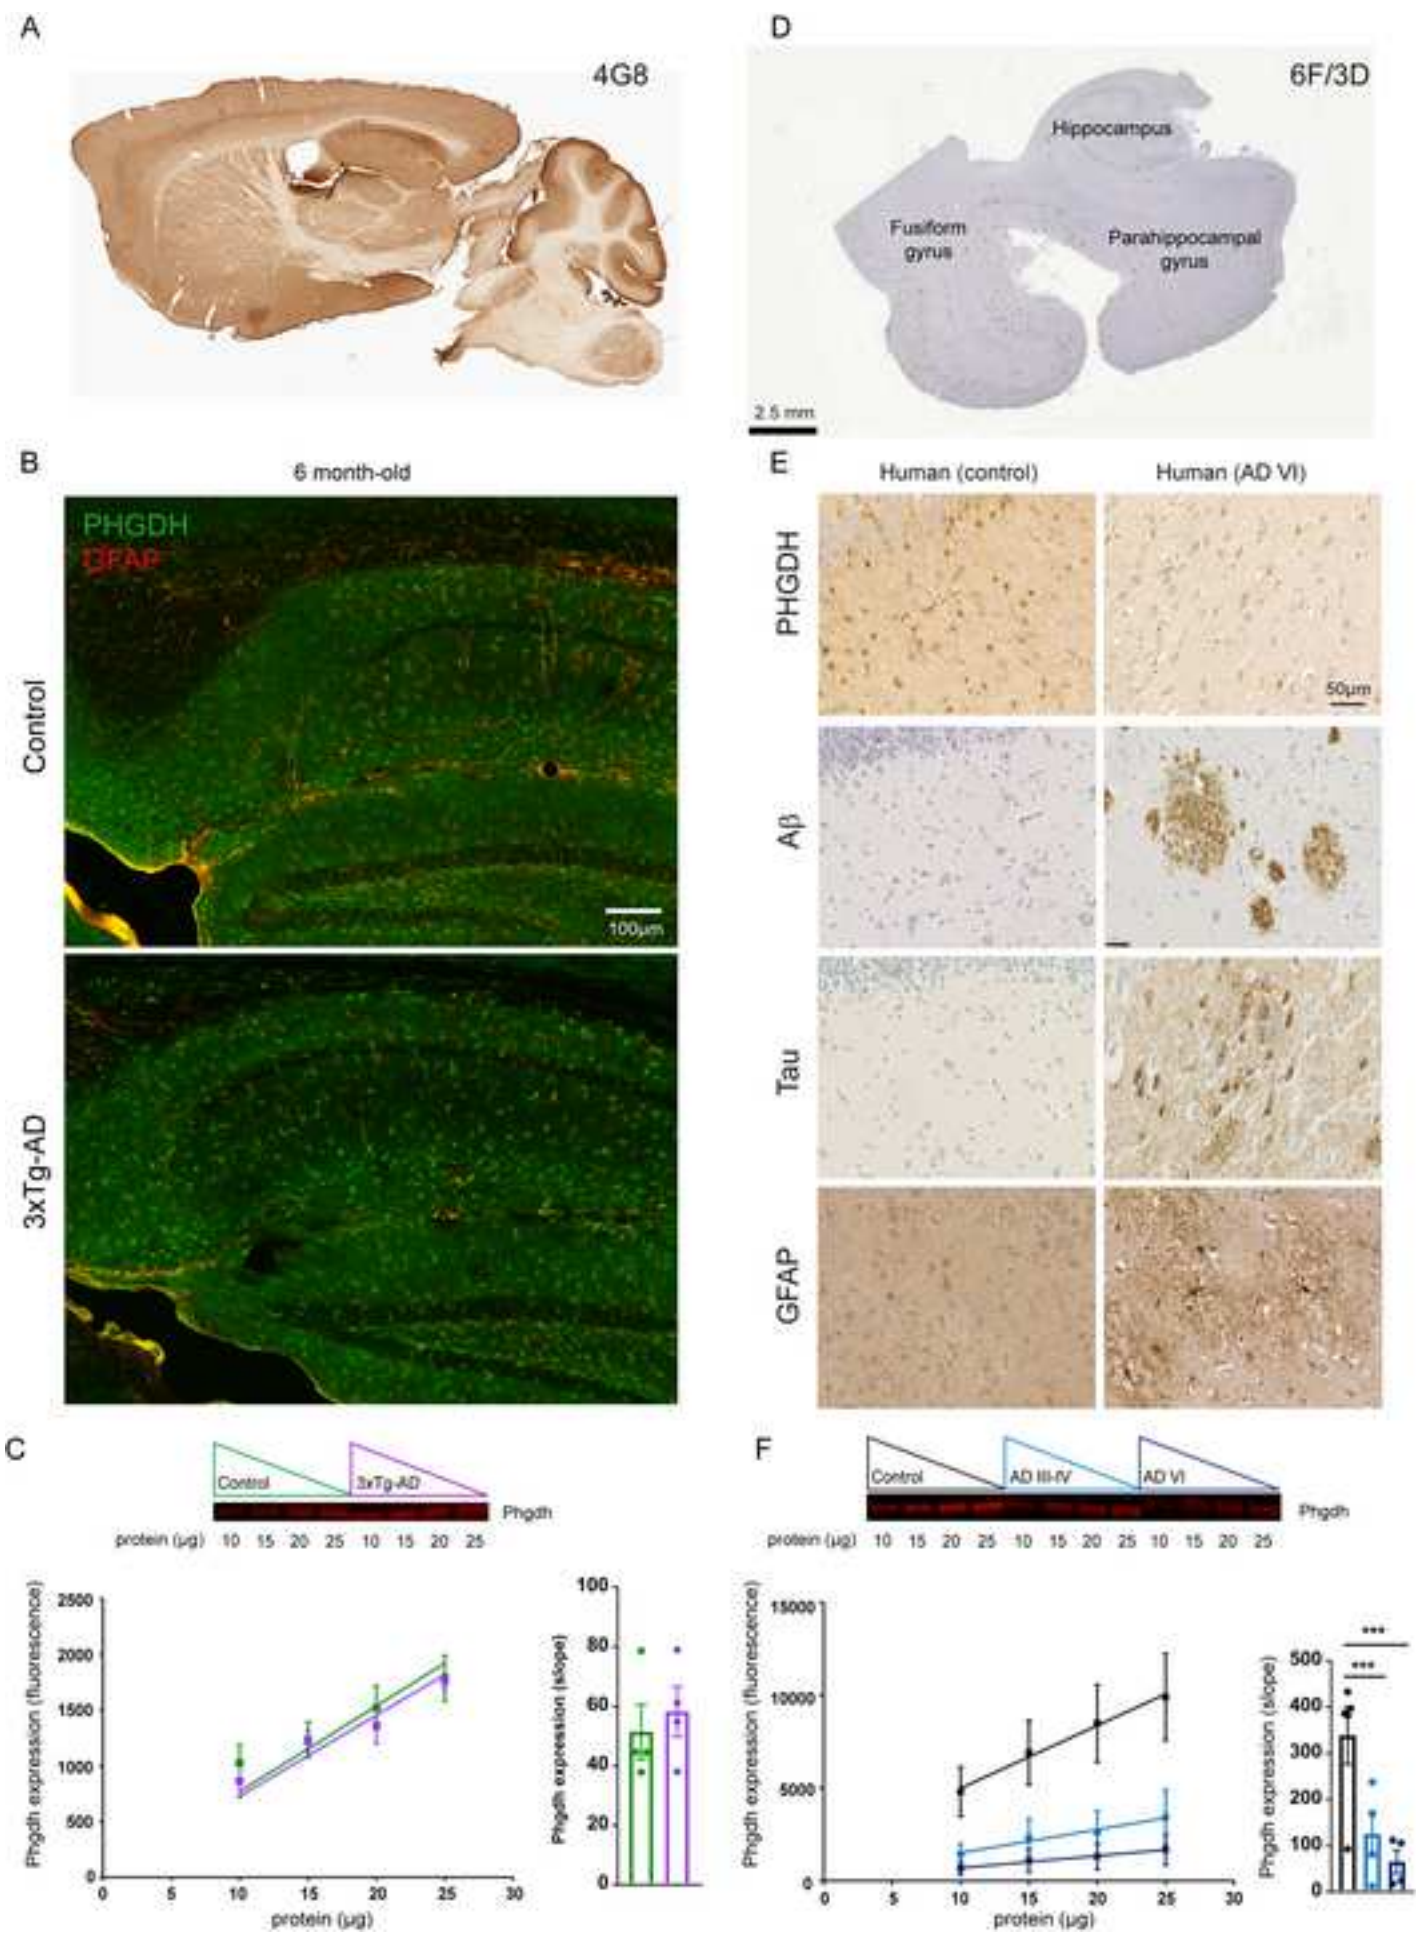 A
4G8
D
6F/3D
Hippocampus
Fusiform
gyrus
Parahippocampal
gyrus
2.5 mm
B
6 month-old
PHGDH
GFAP
Control
100µm
3xTg-AD
E
Human (control)
Human (AD VI)
PHGDH
50µm
Aβ
Tau
GFAP
C
Control
3xTg-AD
Phgdh
protein (µg) 10 15 20 25 10 15 20 25
Phgdh expression (fluorescence)
2500
2000
1500
1000
500
0
0 5 10 15 20 25 30
protein (µg)
Phgdh expression (slope)
100
80
60
40
20
0
F
Control
AD III-IV
AD VI
Phgdh
protein (µg) 10 15 20 25 10 15 20 25 10 15 20 25
Phgdh expression (fluorescence)
15000
10000
5000
0
0 5 10 15 20 25 30
protein (µg)
Phgdh expression (slope)
***
***
500
400
300
200
100
0